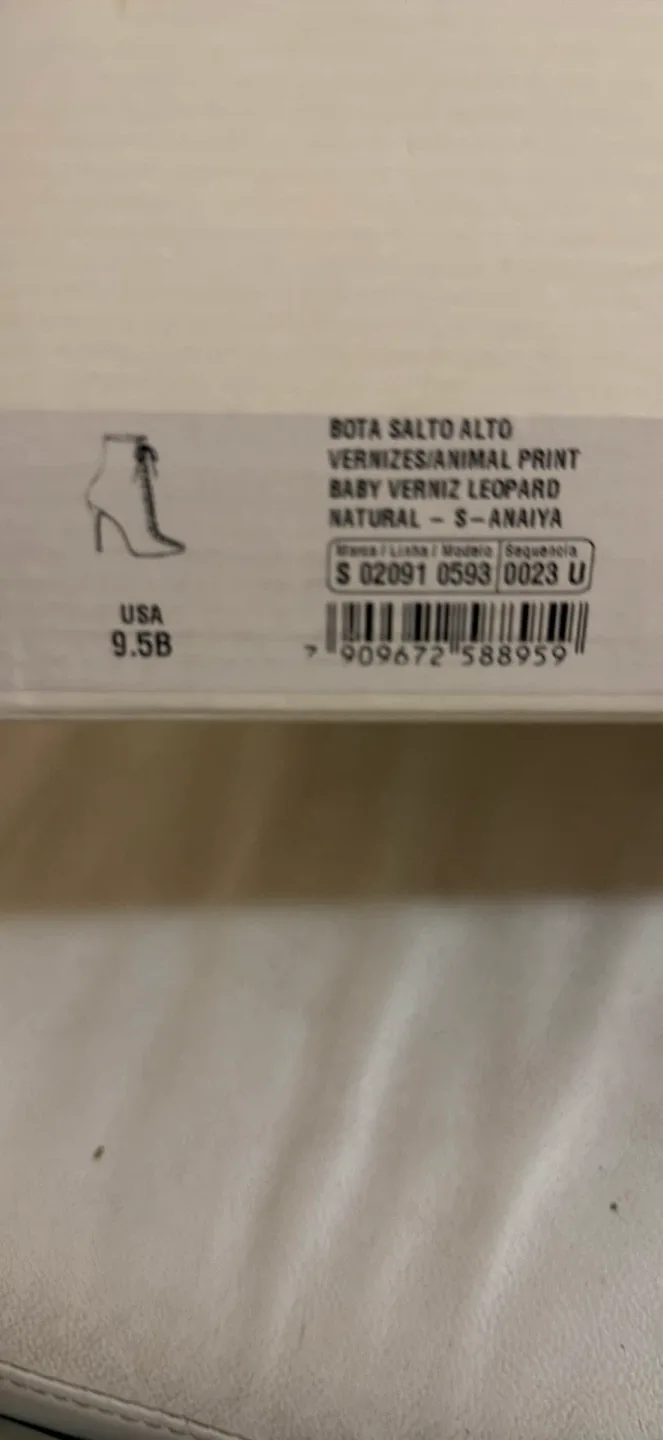 BOTA SALTO ALTO
VERNIZES/ANIMAL PRINT
BABY VERNIZ LEOPARD
NATURAL - S-ANAIYA
Marca / Linha / Modelo Sequencia
S 02091 0593 0023 U
7 909672 588959
USA
9.5B